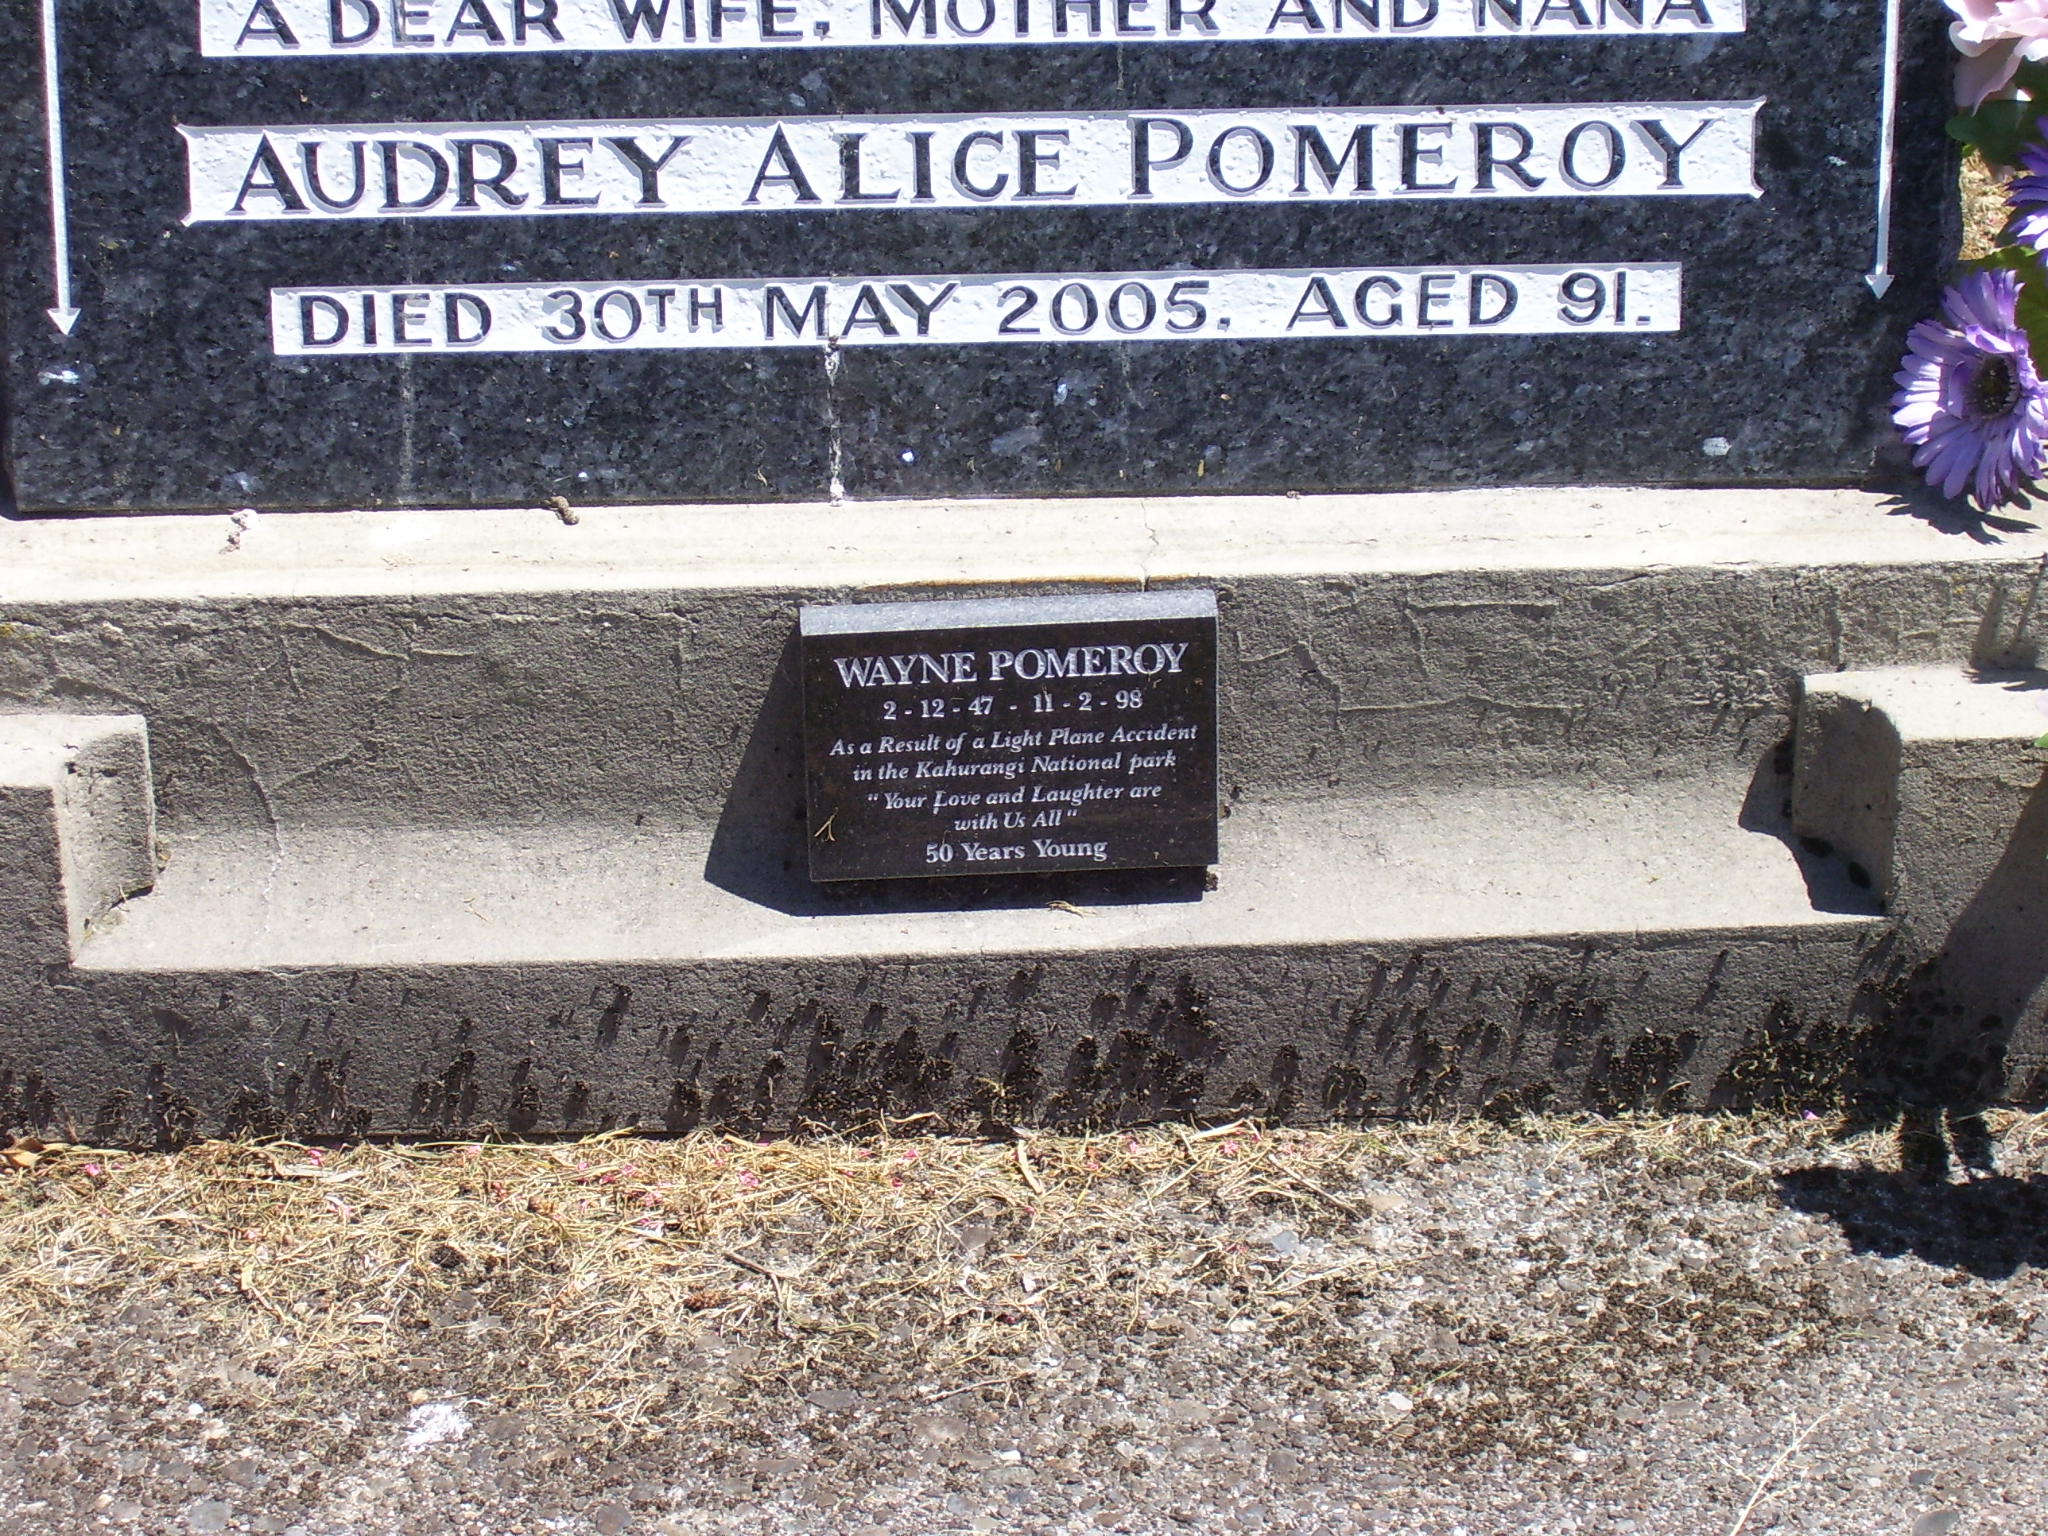 A DEAR WIFE, MOTHER AND NANA
AUDREY ALICE POMEROY
DIED 30TH MAY 2005. AGED 91.
WAYNE POMEROY
2 - 12 - 47 - 11 - 2 - 98
As a Result of a Light Plane Accident
in the Kahurangi National park
"Your Love and Laughter are
with Us All"
50 Years Young